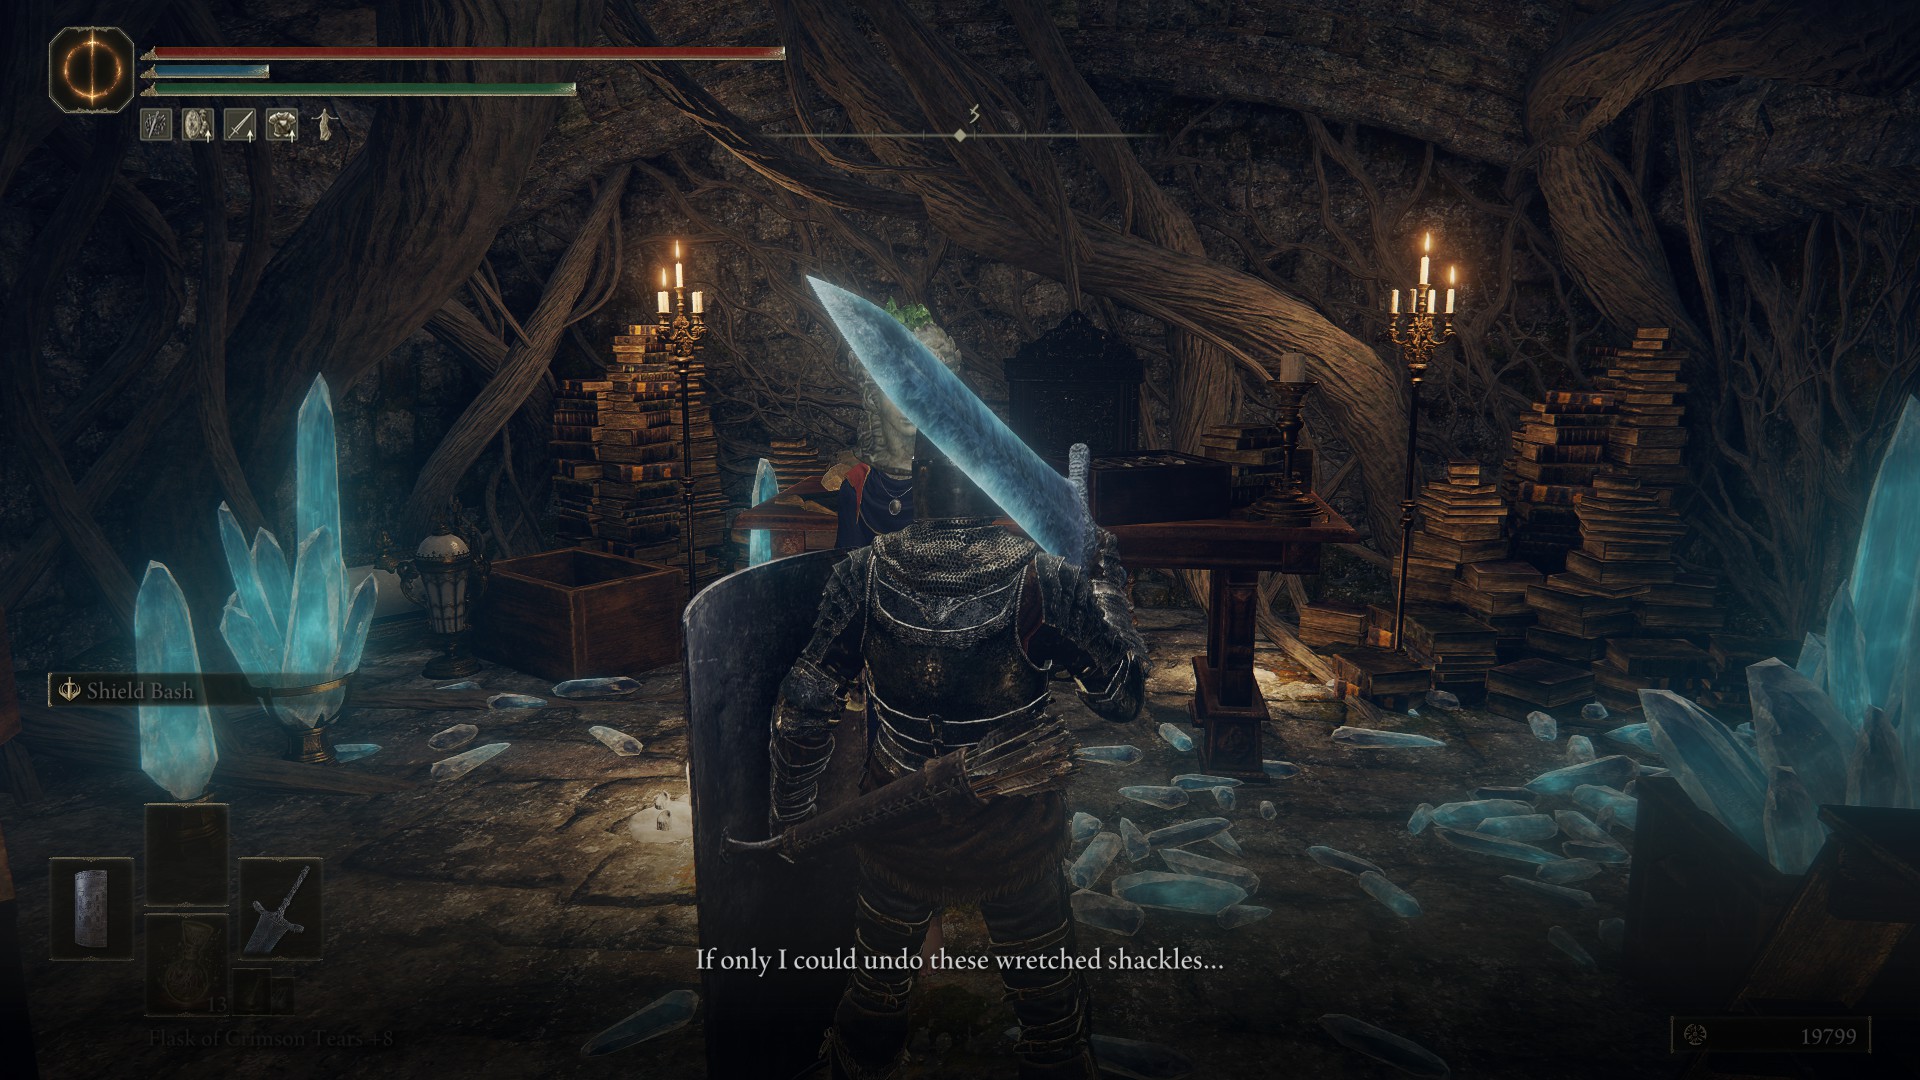 Shield Bash
If only I could undo these wretched shackles...
13
Flask of Crimson Tears +8
19799